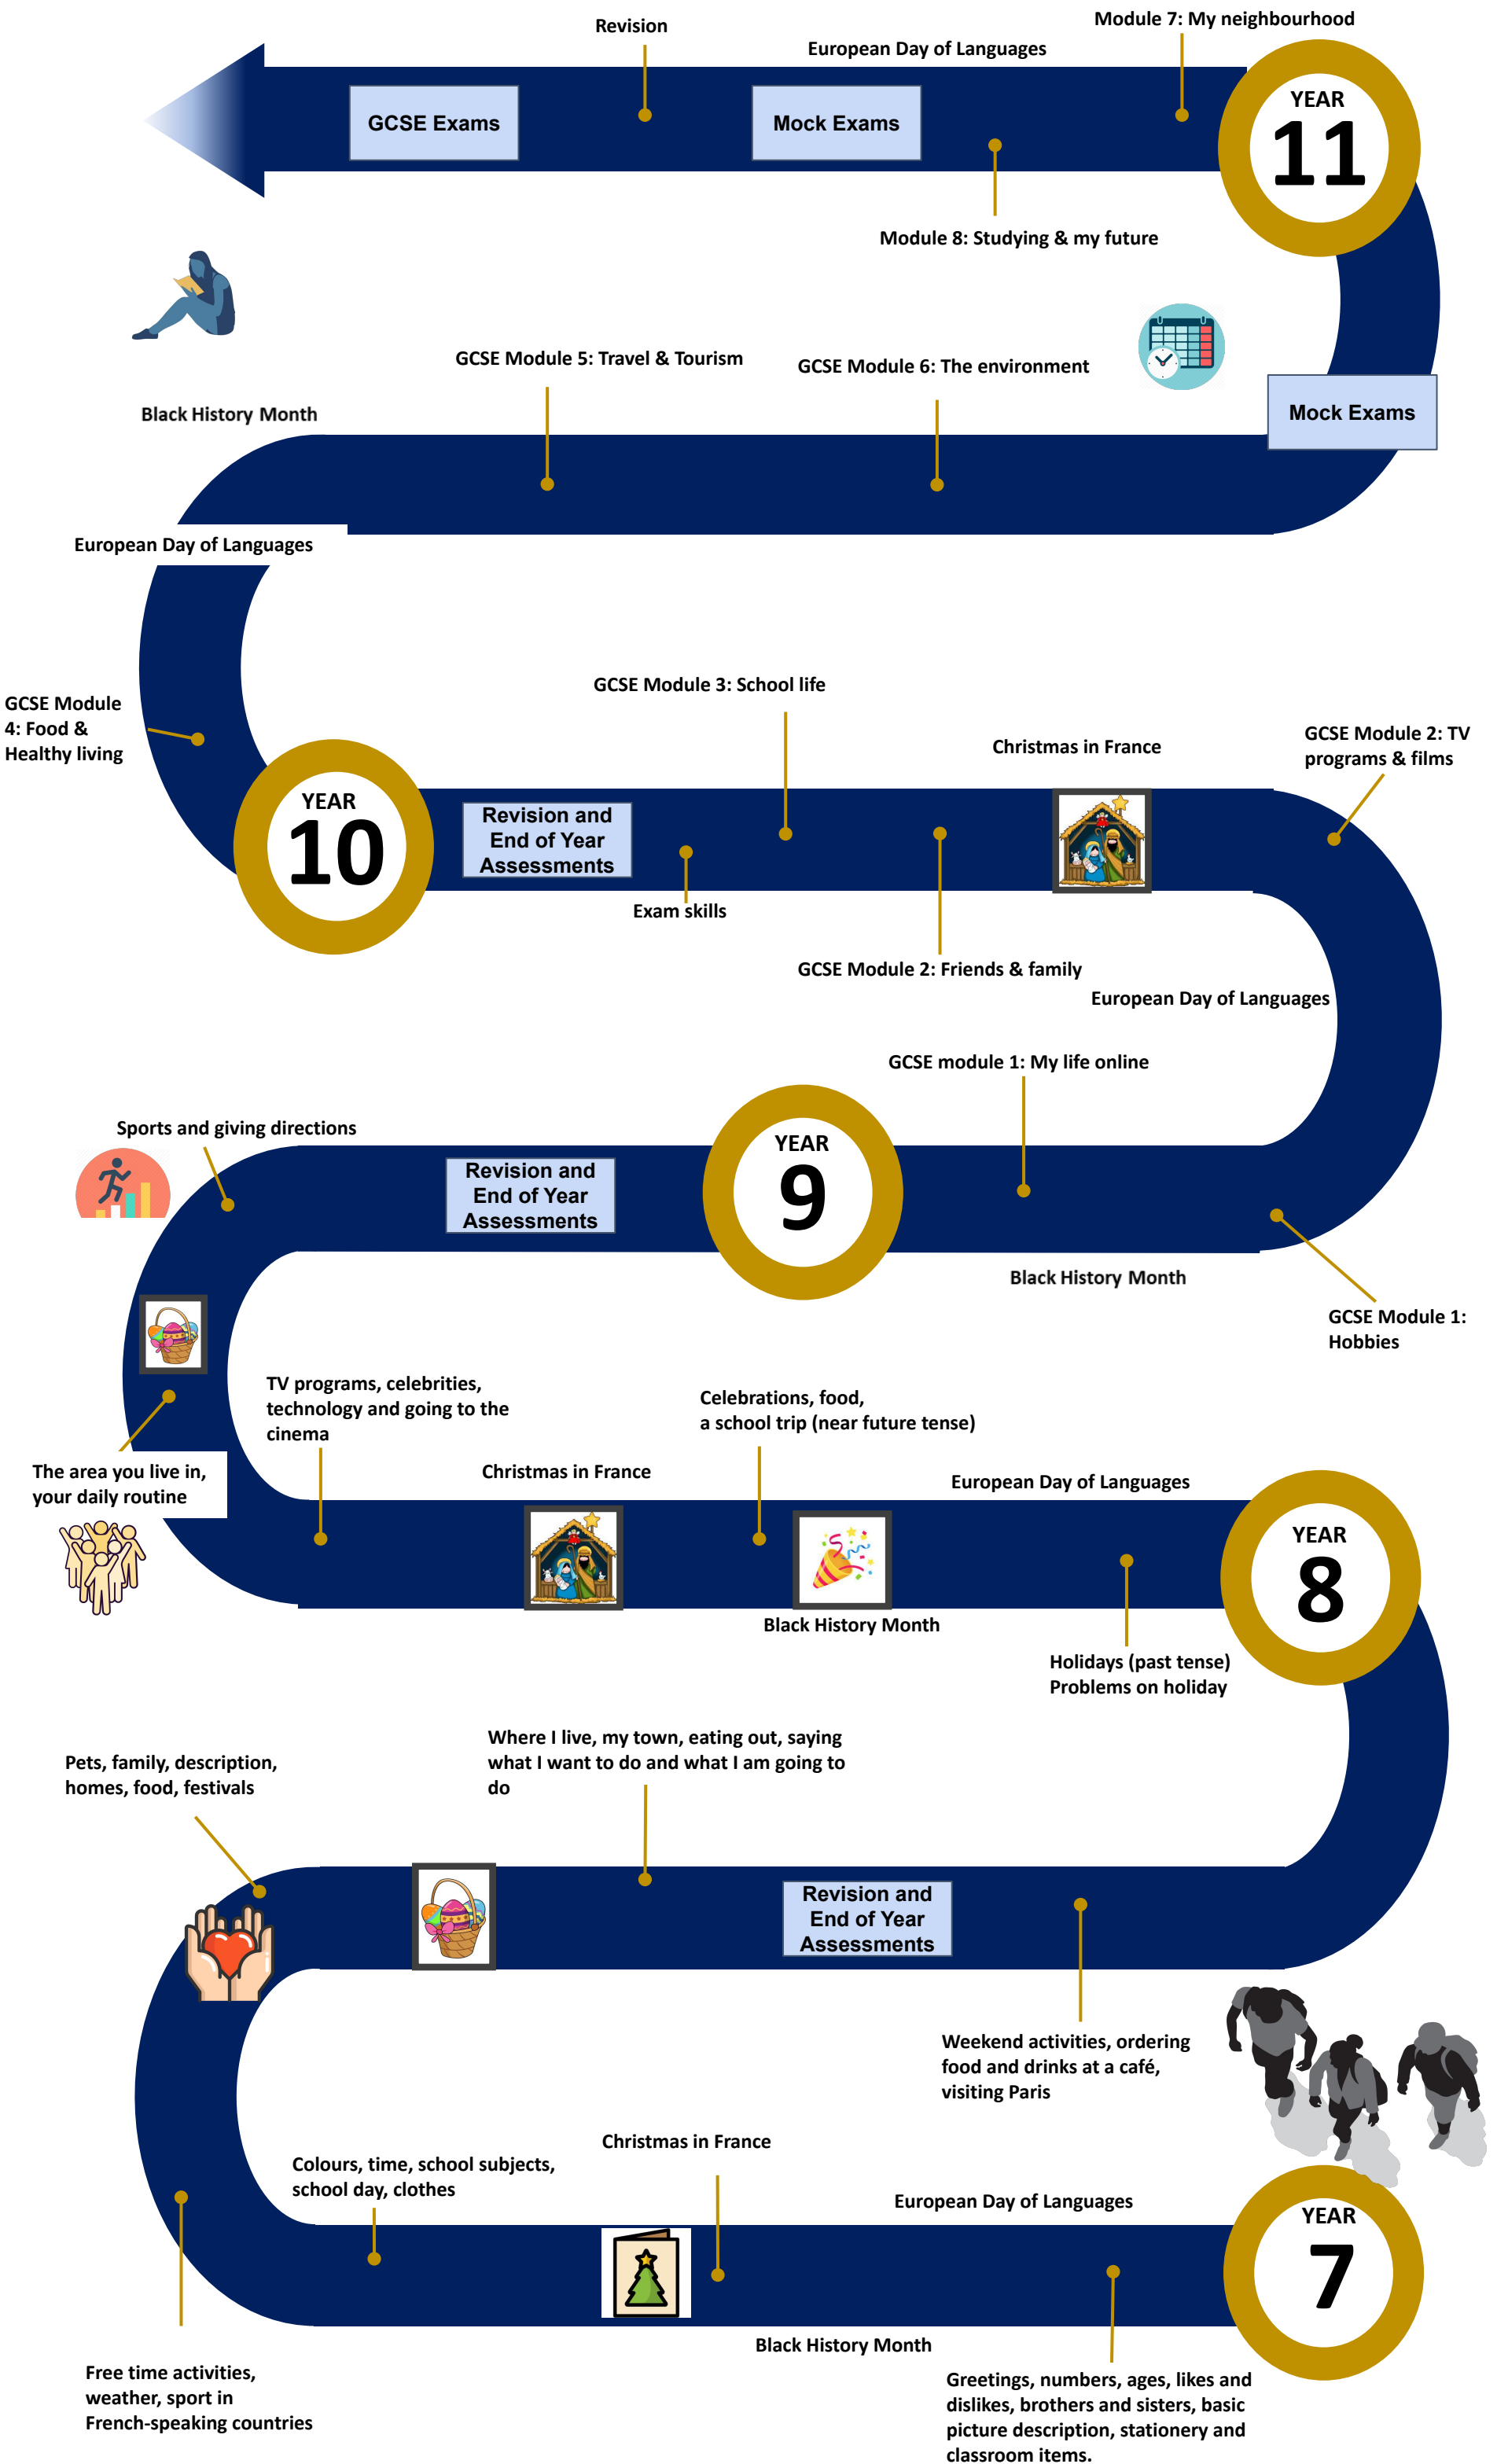 Revision
European Day of Languages
Module 7: My neighbourhood
YEAR
11
GCSE Exams
Mock Exams
Module 8: Studying & my future
GCSE Module 5: Travel & Tourism
GCSE Module 6: The environment
Mock Exams
Black History Month
European Day of Languages
GCSE Module
4: Food &
Healthy living
GCSE Module 3: School life
Christmas in France
GCSE Module 2: TV
programs & films
YEAR
10
Revision and
End of Year
Assessments
Exam skills
GCSE Module 2: Friends & family
European Day of Languages
GCSE module 1: My life online
Sports and giving directions
Revision and
End of Year
Assessments
YEAR
9
Black History Month
GCSE Module 1:
Hobbies
TV programs, celebrities,
technology and going to the
cinema
Celebrations, food,
a school trip (near future tense)
The area you live in,
your daily routine
Christmas in France
European Day of Languages
YEAR
8
Black History Month
Holidays (past tense)
Problems on holiday
Pets, family, description,
homes, food, festivals
Where I live, my town, eating out, saying
what I want to do and what I am going to
do
Revision and
End of Year
Assessments
Weekend activities, ordering
food and drinks at a café,
visiting Paris
Colours, time, school subjects,
school day, clothes
Christmas in France
European Day of Languages
YEAR
7
Black History Month
Free time activities,
weather, sport in
French-speaking countries
Greetings, numbers, ages, likes and
dislikes, brothers and sisters, basic
picture description, stationery and
classroom items.